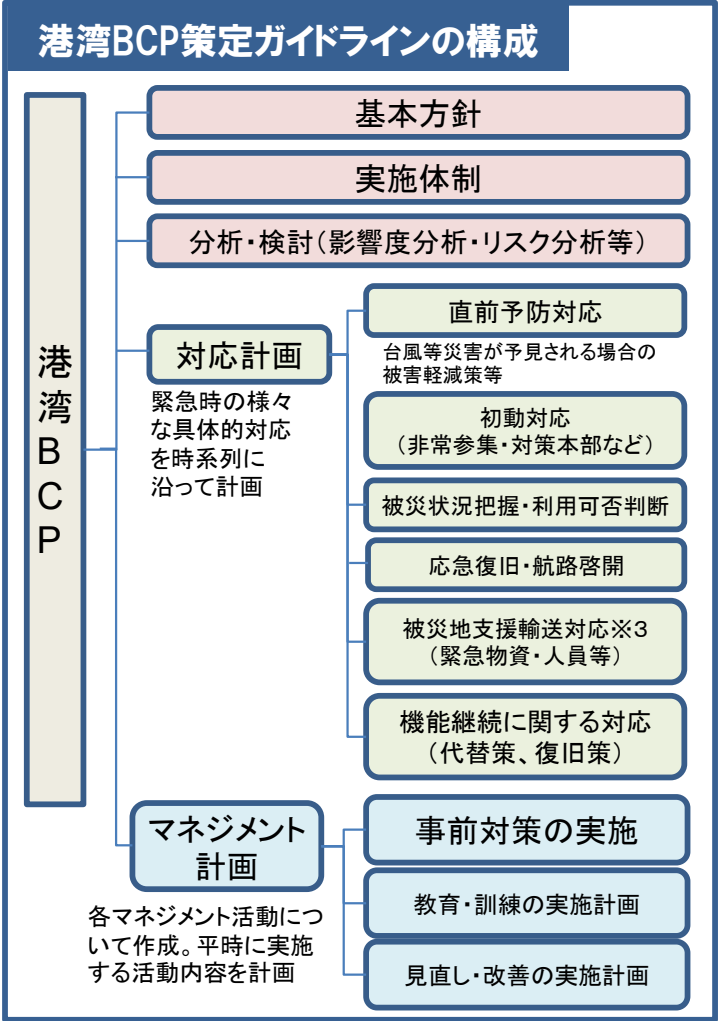 港湾BCP策定ガイドラインの構成
港湾BCP
基本方針
実施体制
分析・検討(影響度分析・リスク分析等)
対応計画
緊急時の様々
な具体的対応
を時系列に
沿って計画
直前予防対応
台風等災害が予見される場合の
被害軽減策等
初動対応
(非常参集・対策本部など)
被災状況把握・利用可否判断
応急復旧・航路啓開
被災地支援輸送対応※3
(緊急物資・人員等)
機能継続に関する対応
(代替策、復旧策)
マネジメント
計画
各マネジメント活動につ
いて作成。平時に実施
する活動内容を計画
事前対策の実施
教育・訓練の実施計画
見直し・改善の実施計画